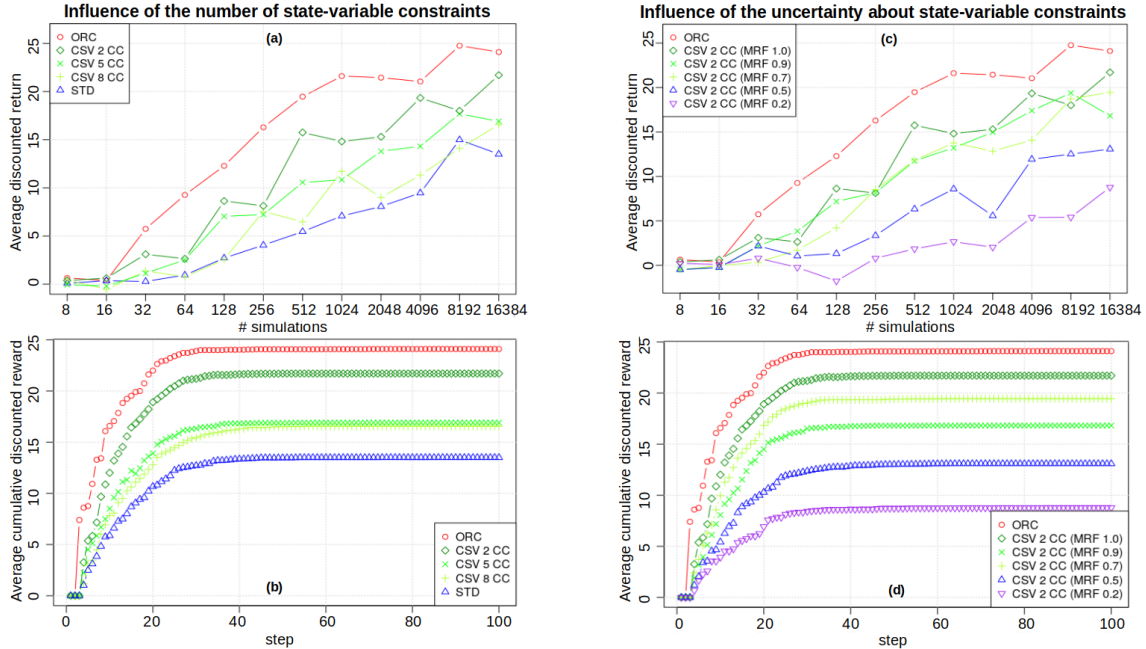 Influence of the number of state-variable constraints
(a)
ORC
CSV 2 CC
CSV 5 CC
CSV 8 CC
STD
Average discounted return
0 5 10 15 20 25
8 16 32 64 128 256 512 1024 2048 4096 8192 16384
# simulations
Influence of the uncertainty about state-variable constraints
(c)
ORC
CSV 2 CC (MRF 1.0)
CSV 2 CC (MRF 0.9)
CSV 2 CC (MRF 0.7)
CSV 2 CC (MRF 0.5)
CSV 2 CC (MRF 0.2)
Average discounted return
0 5 10 15 20 25
8 16 32 64 128 256 512 1024 2048 4096 8192 16384
# simulations
Average cumulative discounted reward
0 5 10 15 20 25
ORC
CSV 2 CC
CSV 5 CC
CSV 8 CC
STD
(b)
0 20 40 60 80 100
step
Average cumulative discounted reward
0 5 10 15 20 25
ORC
CSV 2 CC (MRF 1.0)
CSV 2 CC (MRF 0.9)
CSV 2 CC (MRF 0.7)
CSV 2 CC (MRF 0.5)
CSV 2 CC (MRF 0.2)
(d)
0 20 40 60 80 100
step